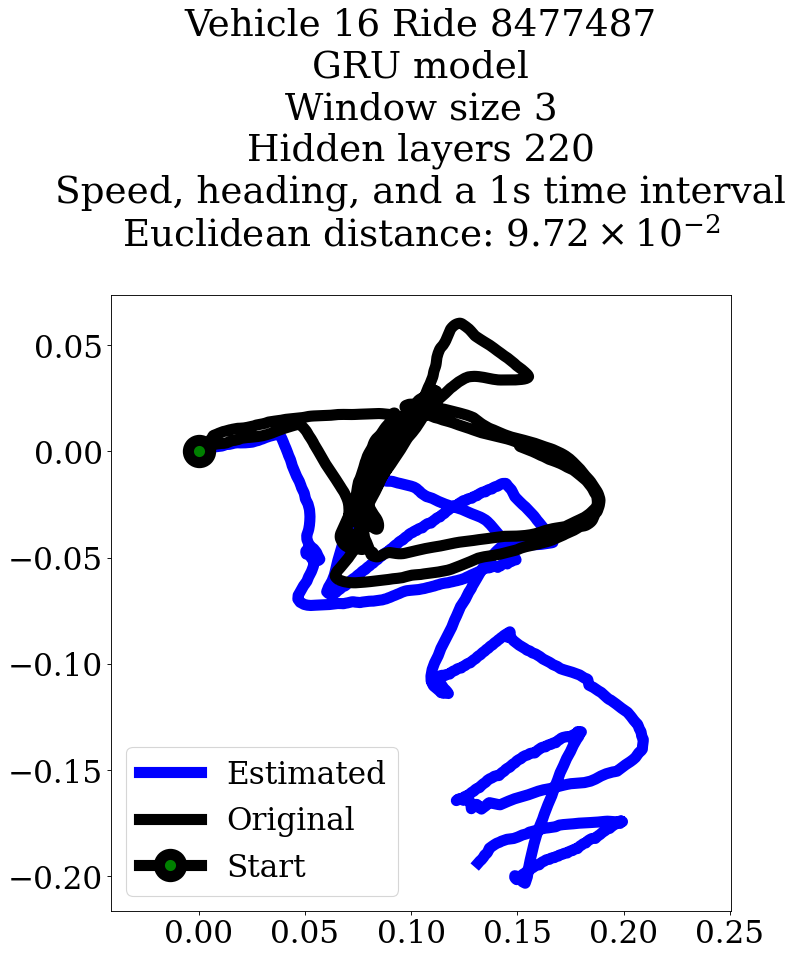 Vehicle 16 Ride 8477487
GRU model
Window size 3
Hidden layers 220
Speed, heading, and a 1s time interval
Euclidean distance: 9.72 × 10⁻²
0.05
0.00
−0.05
−0.10
−0.15
−0.20
Estimated
Original
Start
0.00 0.05 0.10 0.15 0.20 0.25